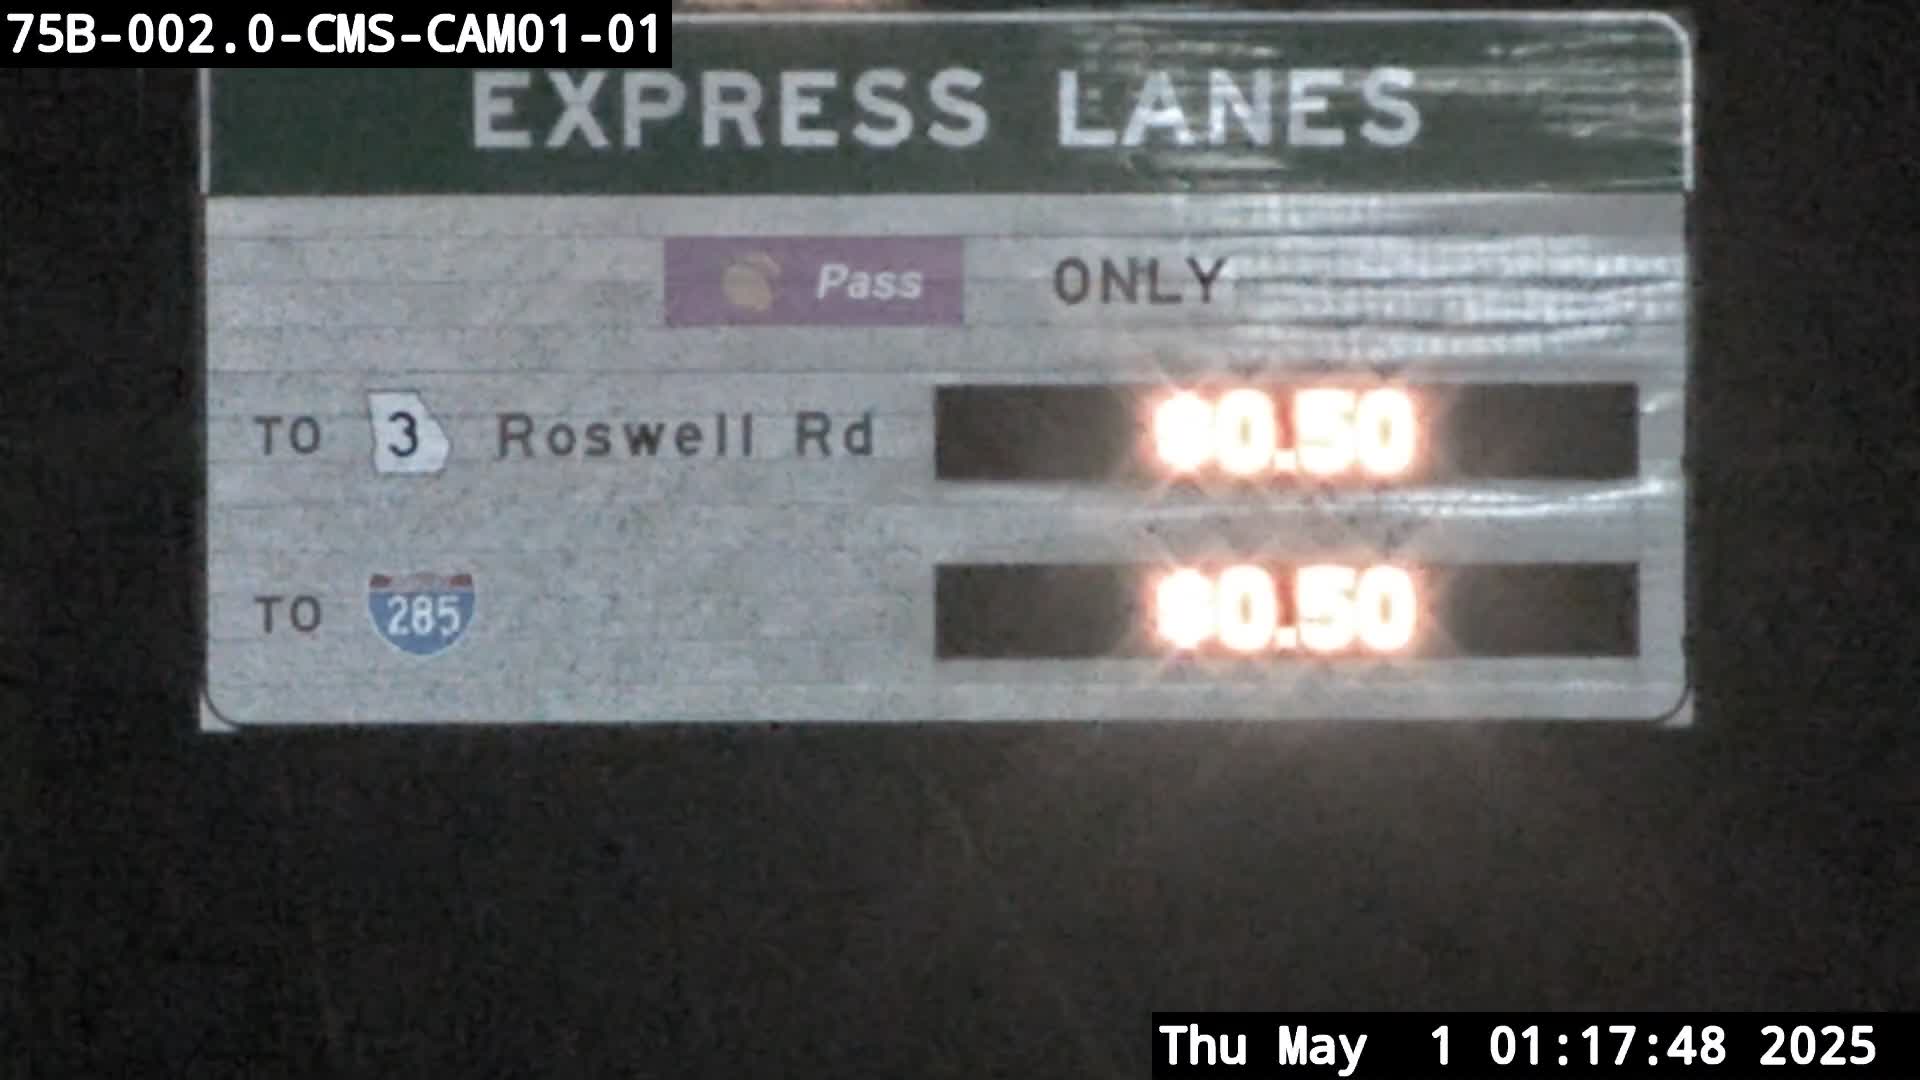 75B-002.0-CMS-CAM01-01
EXPRESS LANES
Pass ONLY
TO 3 Roswell Rd $0.50
TO 285 $0.50
Thu May 1 01:17:48 2025